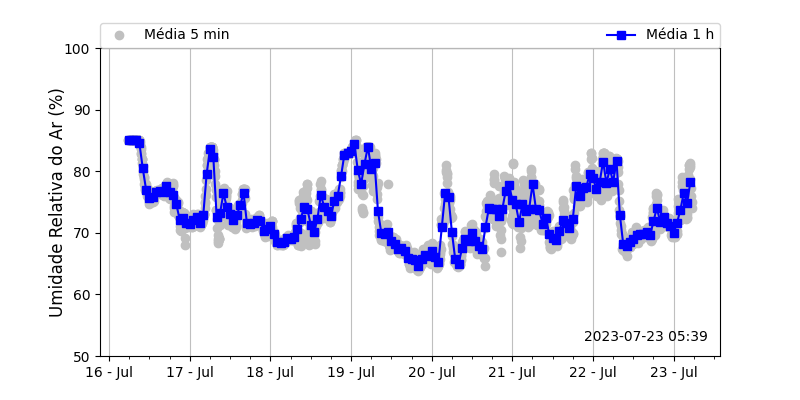 Média 5 min
Média 1 h
Umidade Relativa do Ar (%)
100
90
80
70
60
50
2023-07-23 05:39
16 - Jul
17 - Jul
18 - Jul
19 - Jul
20 - Jul
21 - Jul
22 - Jul
23 - Jul